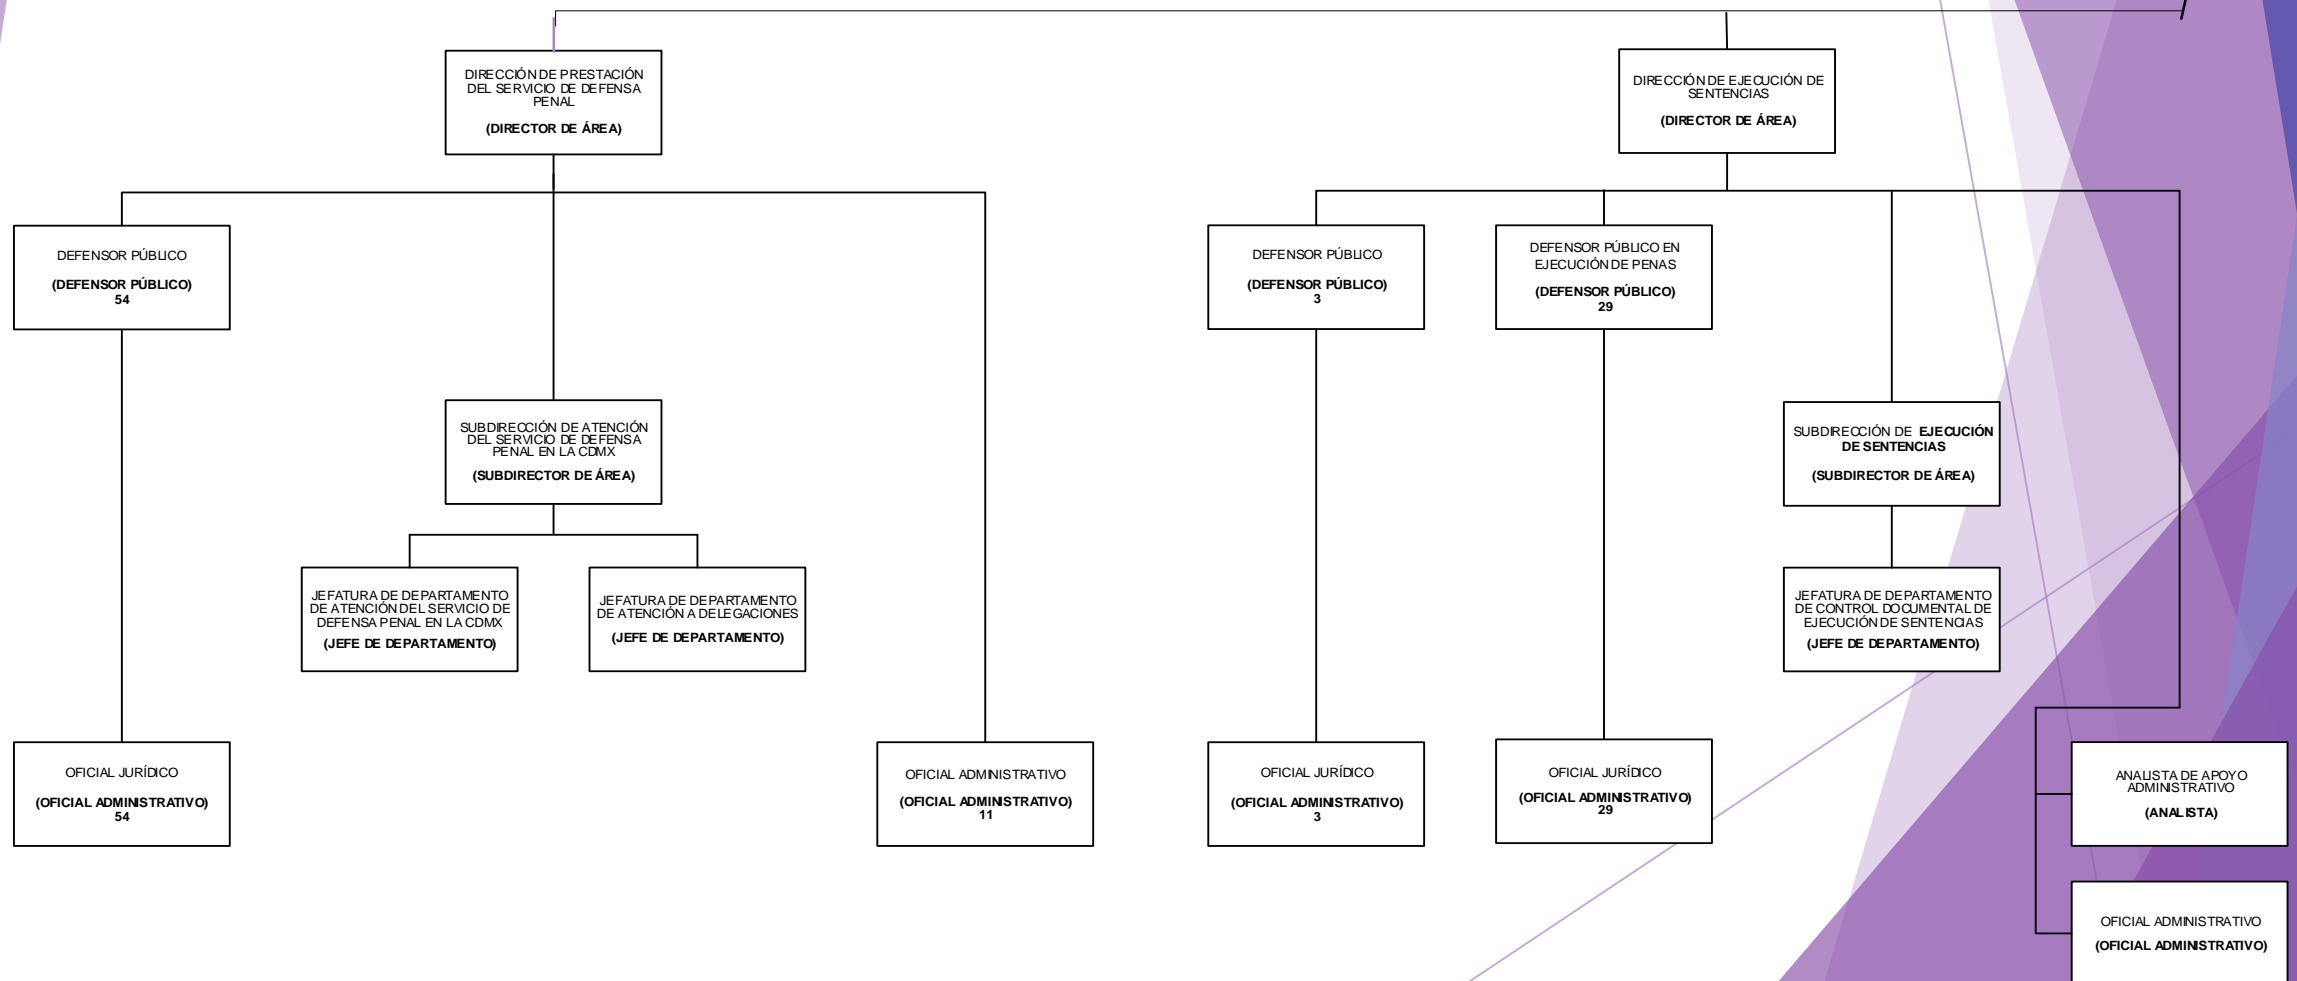 DIRECCIÓN DE PRESTACIÓN
DEL SERVICIO DE DEFENSA
PENAL
(DIRECTOR DE ÁREA)
DIRECCIÓN DE EJECUCIÓN DE
SENTENCIAS
(DIRECTOR DE ÁREA)
DEFENSOR PÚBLICO
(DEFENSOR PÚBLICO)
54
DEFENSOR PÚBLICO
(DEFENSOR PÚBLICO)
3
DEFENSOR PÚBLICO EN
EJECUCIÓN DE PENAS
(DEFENSOR PÚBLICO)
29
SUBDIRECCIÓN DE ATENCIÓN
DEL SERVICIO DE DEFENSA
PENAL EN LA CDMX
(SUBDIRECTOR DE ÁREA)
SUBDIRECCIÓN DE EJECUCIÓN
DE SENTENCIAS
(SUBDIRECTOR DE ÁREA)
JEFATURA DE DEPARTAMENTO
DE ATENCIÓN DEL SERVICIO DE
DEFENSA PENAL EN LA CDMX
(JEFE DE DEPARTAMENTO)
JEFATURA DE DEPARTAMENTO
DE ATENCIÓN A DELEGACIONES
(JEFE DE DEPARTAMENTO)
JEFATURA DE DEPARTAMENTO
DE CONTROL DOCUMENTAL DE
EJECUCIÓN DE SENTENCIAS
(JEFE DE DEPARTAMENTO)
OFICIAL JURÍDICO
(OFICIAL ADMINISTRATIVO)
54
OFICIAL ADMINISTRATIVO
(OFICIAL ADMINISTRATIVO)
11
OFICIAL JURÍDICO
(OFICIAL ADMINISTRATIVO)
3
OFICIAL JURÍDICO
(OFICIAL ADMINISTRATIVO)
29
ANALISTA DE APOYO
ADMINISTRATIVO
(ANALISTA)
OFICIAL ADMINISTRATIVO
(OFICIAL ADMINISTRATIVO)